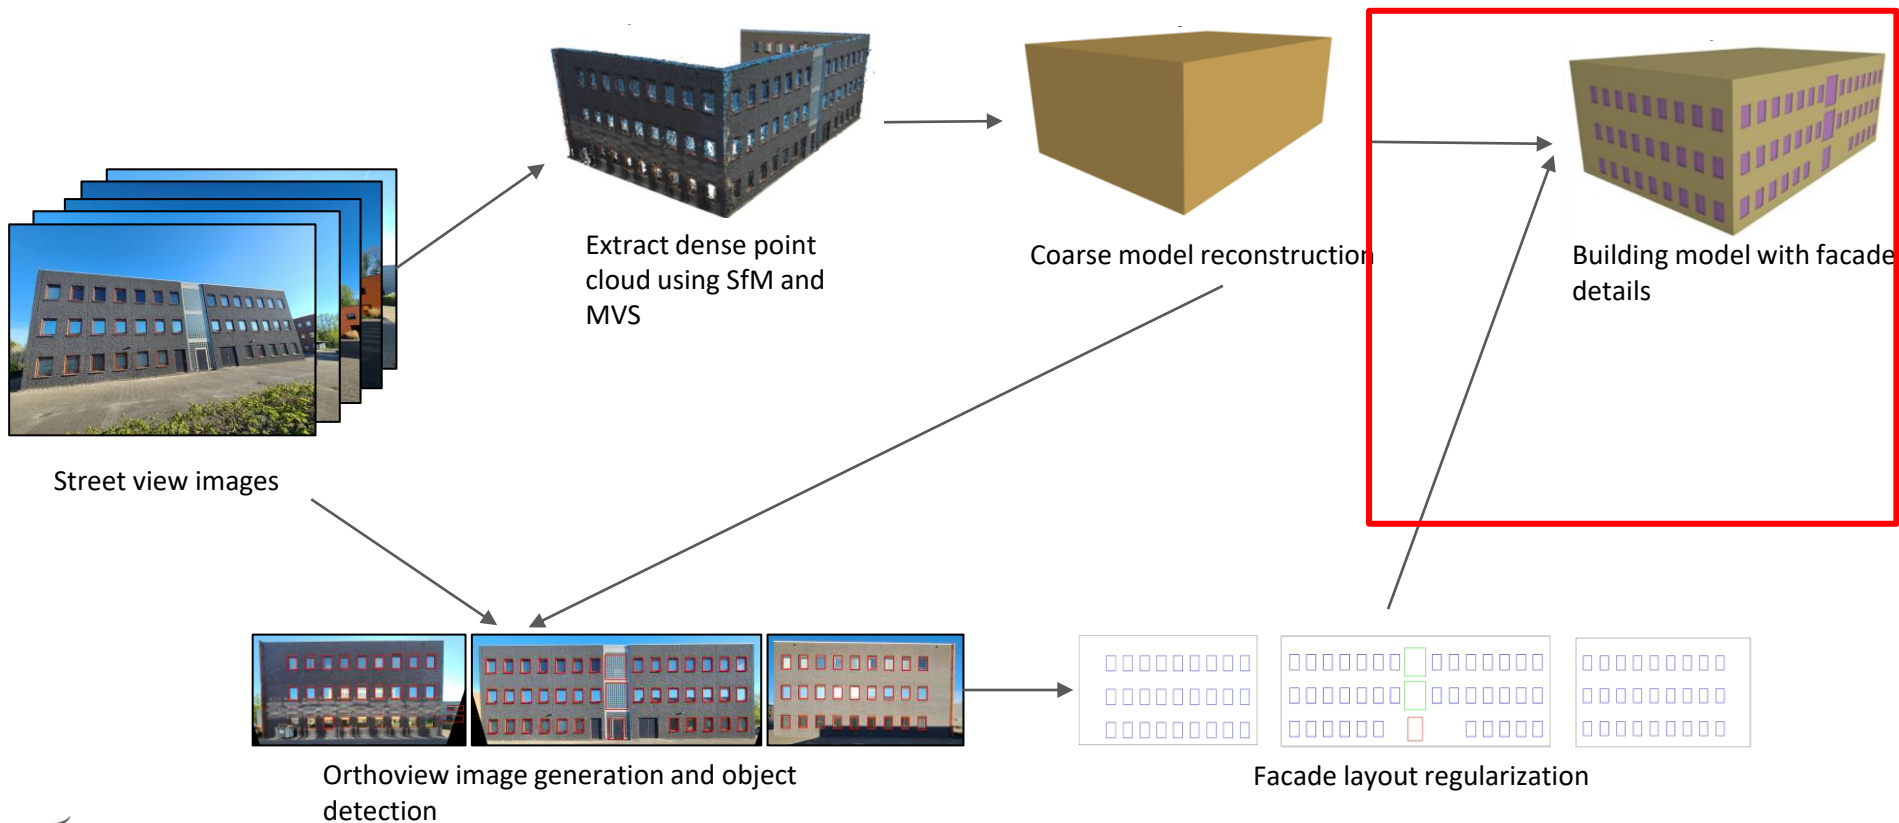 Extract dense point
cloud using SfM and
MVS
Coarse model reconstruction
Building model with facade
details
Street view images
Orthoview image generation and object
detection
Facade layout regularization